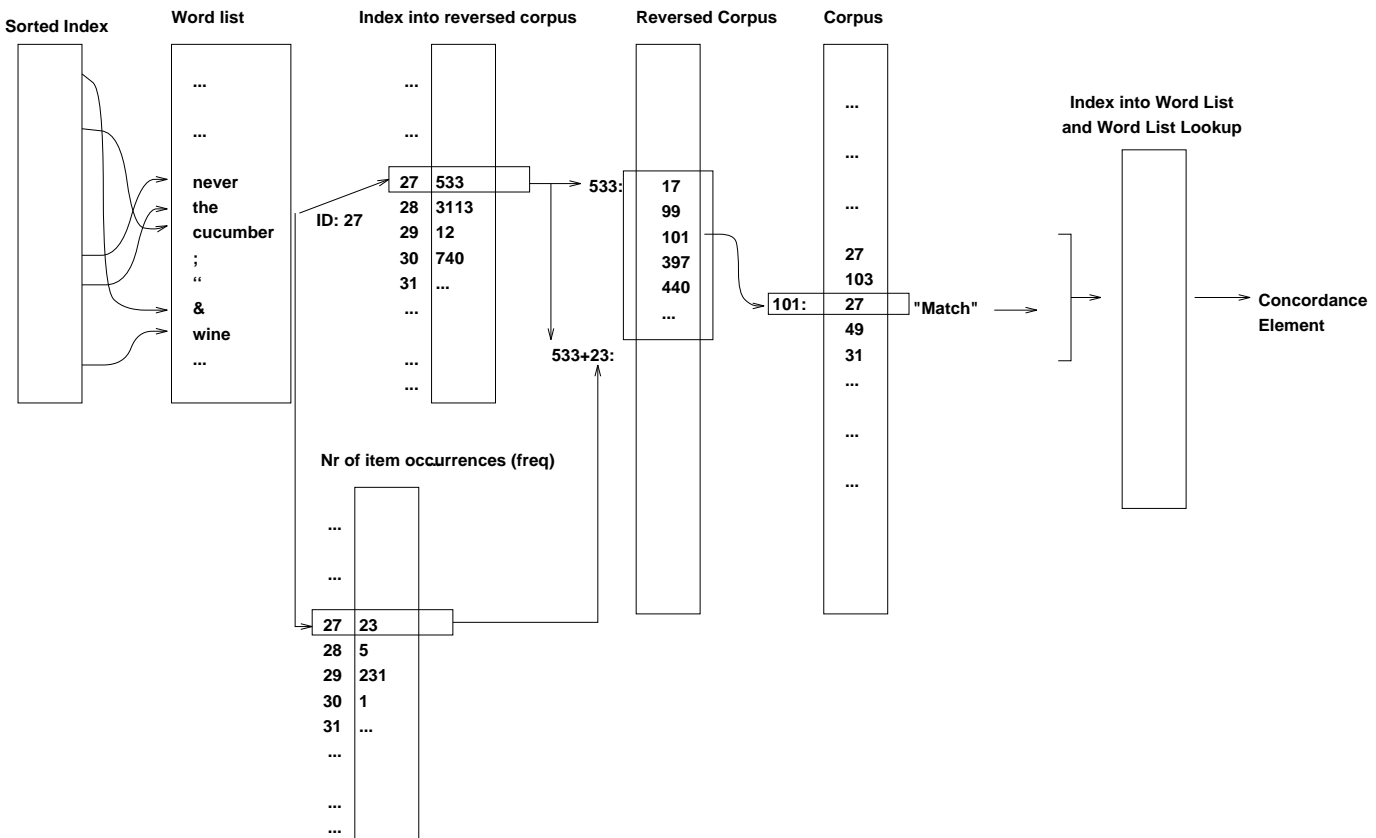 Sorted Index
Word list
...
...
never
the
cucumber
;
“
&
wine
...
ID: 27
Index into reversed corpus
...
...
27 533
28 3113
29 12
30 740
31 ...
...
...
...
533:
533+23:
Reversed Corpus
17
99
101
397
440
...
Corpus
...
...
...
27
103
101: 27
49
31
...
...
...
"Match"
Index into Word List
and Word List Lookup
Concordance
Element
Nr of item occurrences (freq)
...
...
27 23
28 5
29 231
30 1
31 ...
...
...
...